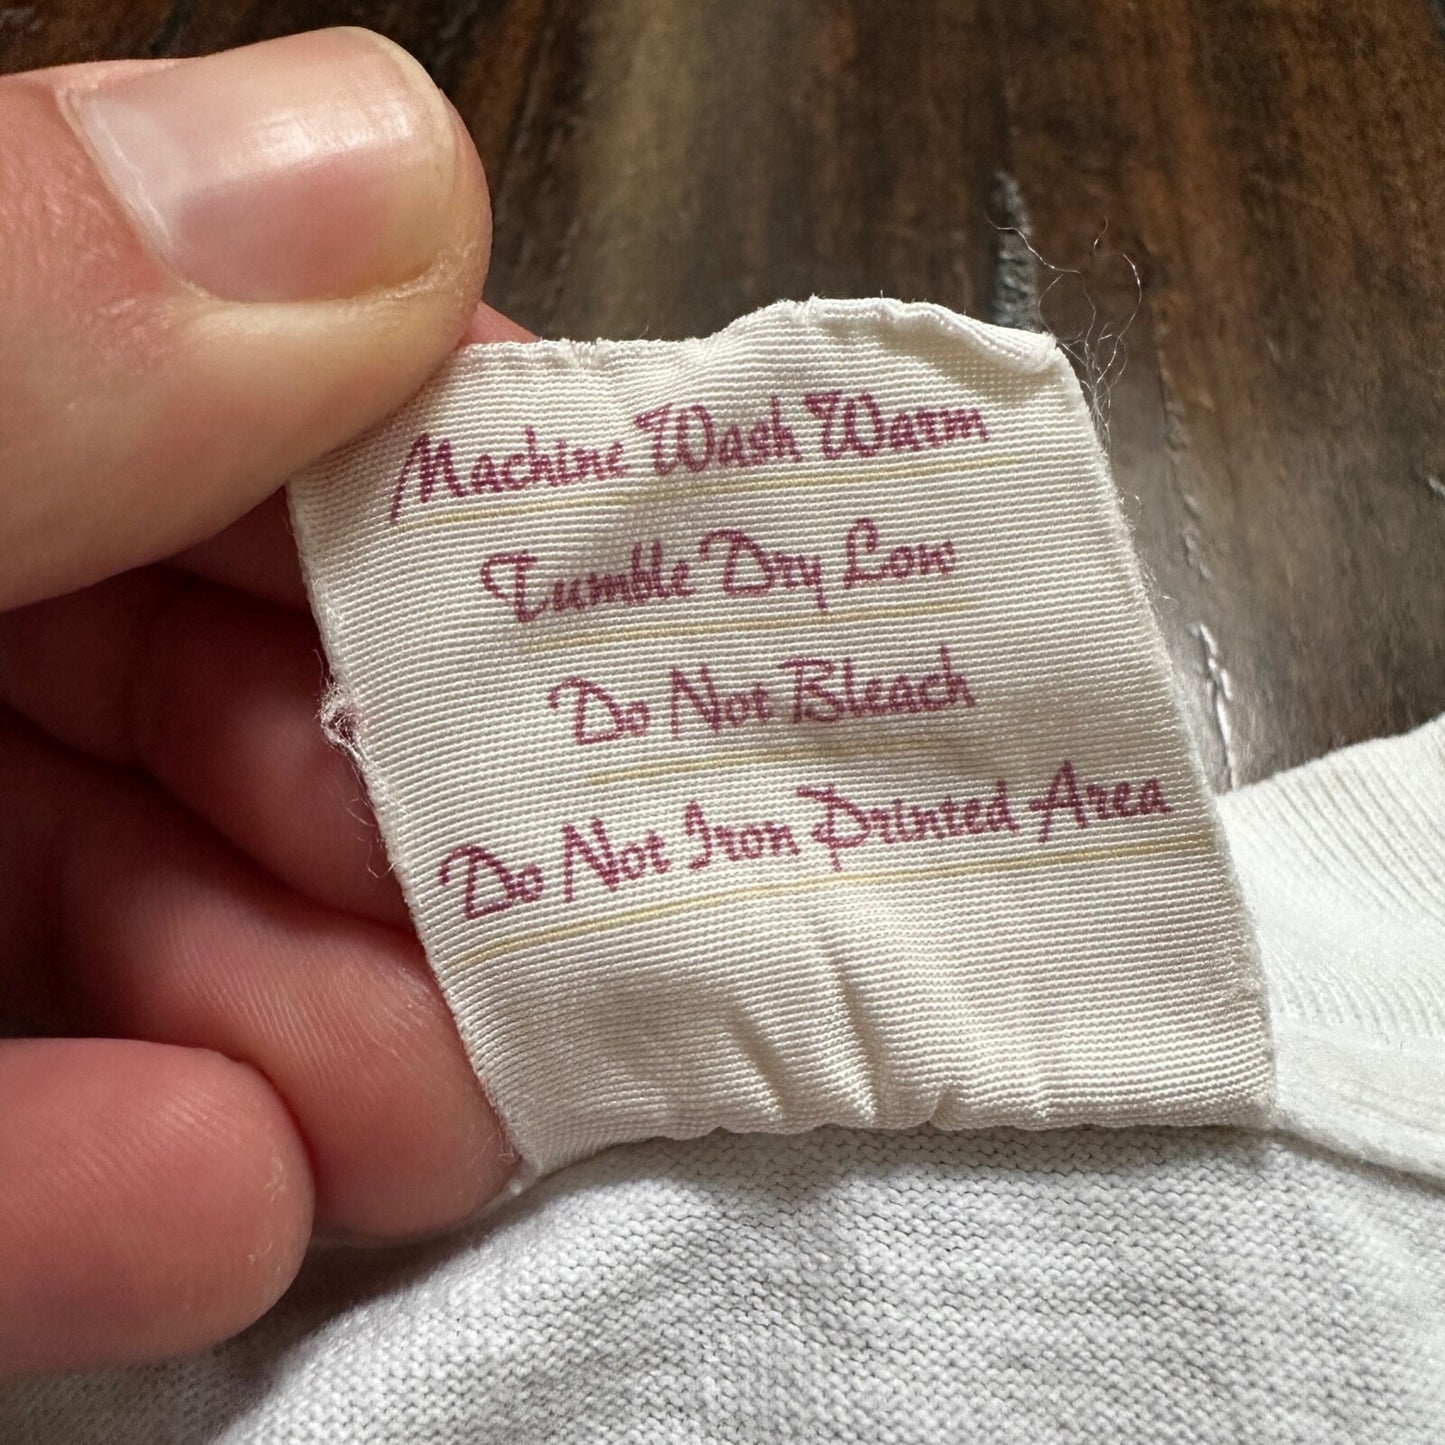 Machine Wash Warm
Tumble Dry Low
Do Not Bleach
Do Not Iron Printed Area